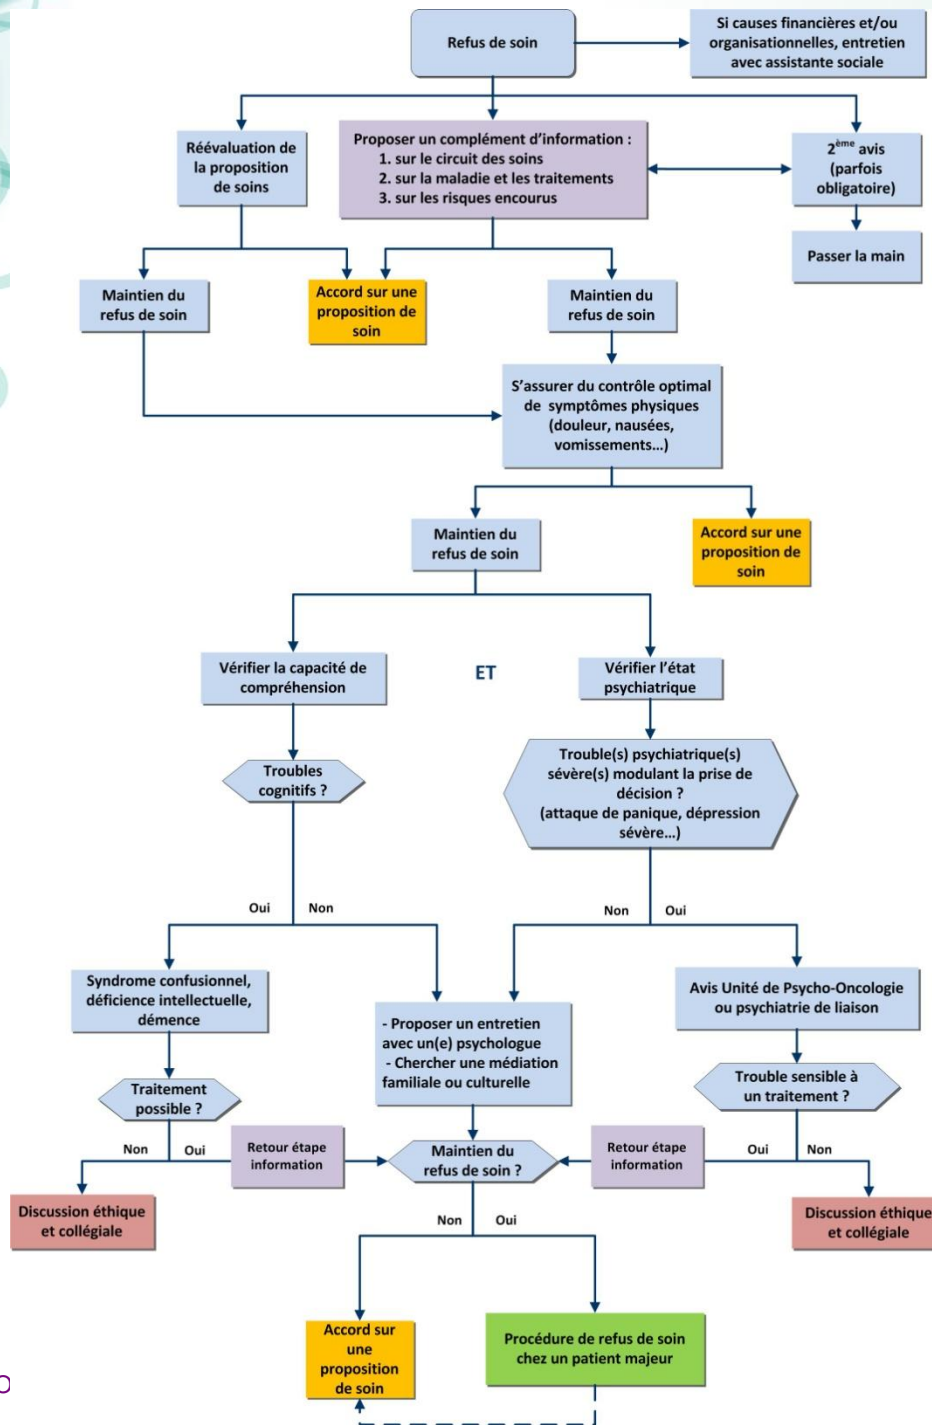 Refus de soin
Si causes financières et/ou
organisationnelles, entretien
avec assistante sociale
Réévaluation de
la proposition
de soins
Proposer un complément d'information :
1. sur le circuit des soins
2. sur la maladie et les traitements
3. sur les risques encourus
2ème avis
(parfois
obligatoire)
Passer la main
Maintien du
refus de soin
Accord sur une
proposition de
soin
Maintien du
refus de soin
S'assurer du contrôle optimal
de symptômes physiques
(douleur, nausées,
vomissements...)
Maintien du
refus de soin
Accord sur une
proposition de
soin
Vérifier la capacité de
compréhension
ET
Vérifier l'état
psychiatrique
Troubles
cognitifs ?
Trouble(s) psychiatrique(s)
sévère(s) modulant la prise de
décision ?
(attaque de panique, dépression
sévère...)
Oui Non
Non Oui
Syndrome confusionnel,
déficience intellectuelle,
démence
- Proposer un entretien
avec un(e) psychologue
- Chercher une médiation
familiale ou culturelle
Avis Unité de Psycho-Oncologie
ou psychiatrie de liaison
Traitement
possible ?
Trouble sensible à
un traitement ?
Non Oui
Retour étape
information
Maintien du
refus de soin ?
Retour étape
information
Oui Non
Discussion éthique
et collégiale
Discussion éthique
et collégiale
Non Oui
Accord sur
une
proposition
de soin
Procédure de refus de soin
chez un patient majeur